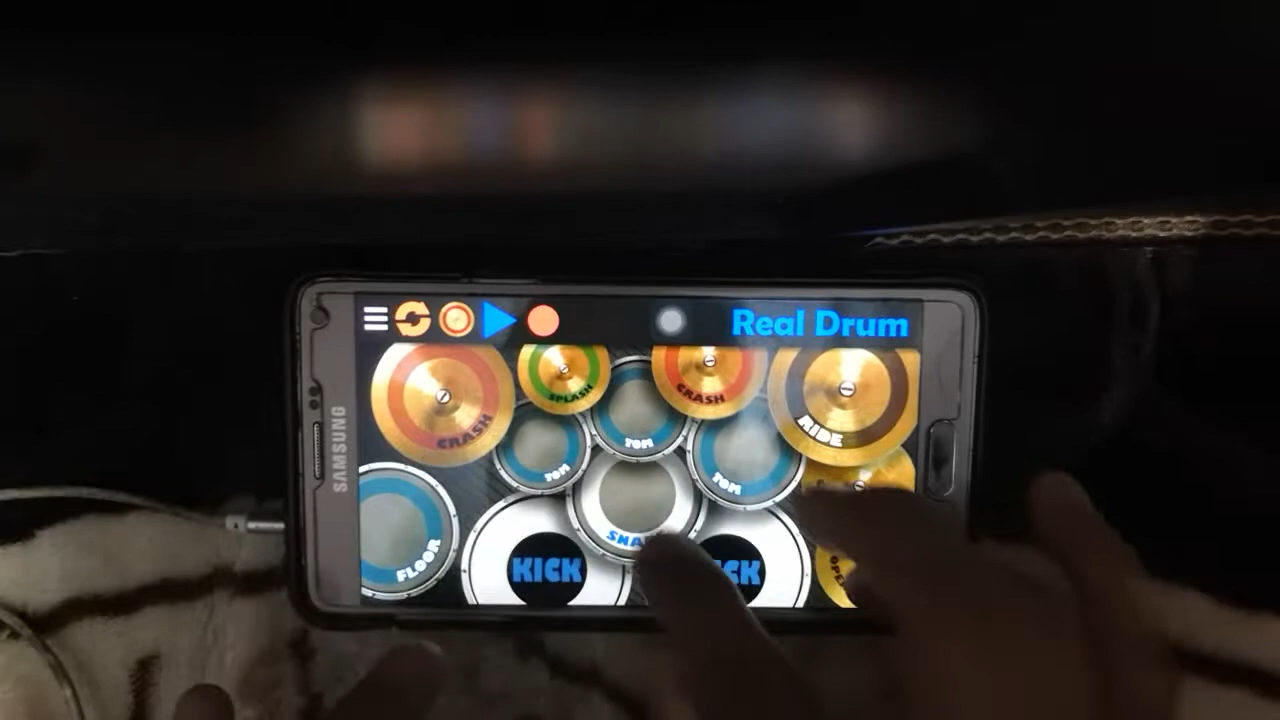 Real Drum
SAMSUNG
CRASH
SPLASH
CRASH
RIDE
TOM
TOM
TOM
FLOOR
KICK